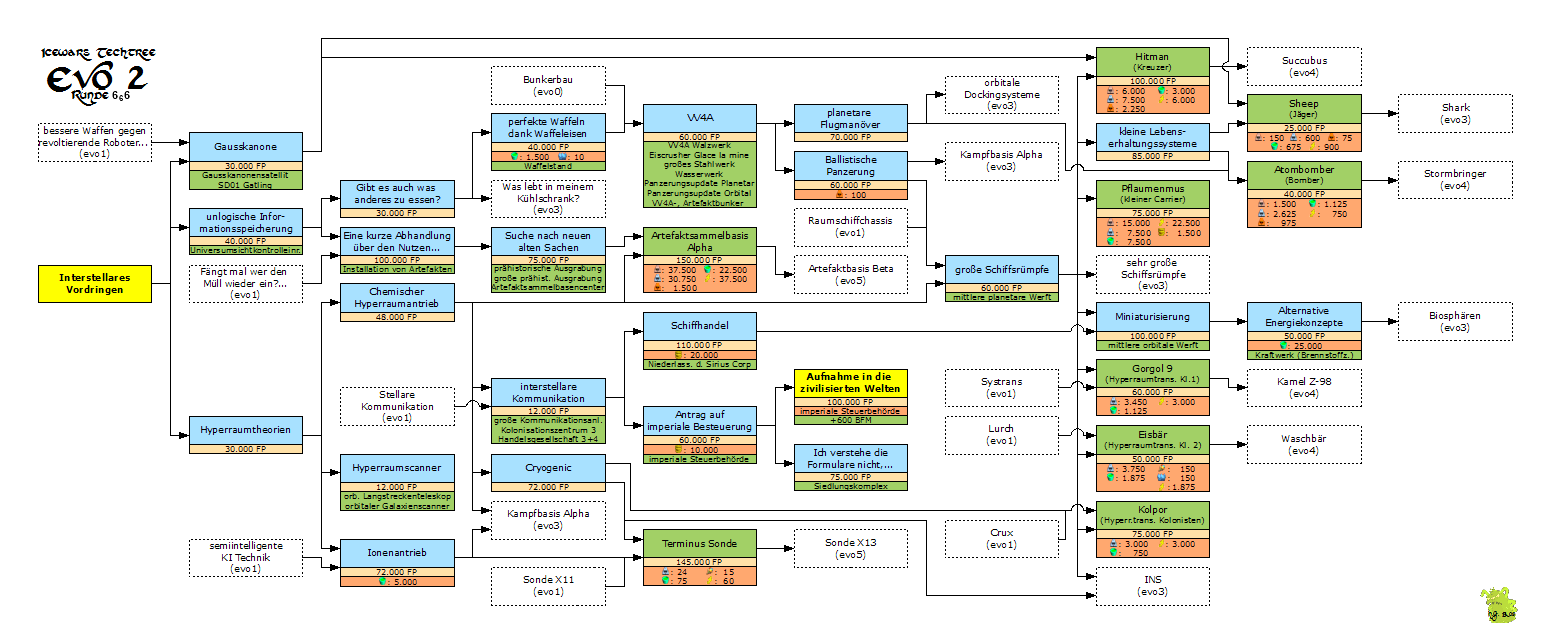 Icewars Techtree
Evo 2
Runde 6 6 6
bessere Waffen gegen
revoltierende Roboter...
(evo1)
Interstellares
Vordringen
Gausskanone
30.000 FP
Gausskanonensatellit
SD01 Gatling
unlogische Infor-
mationsspeicherung
40.000 FP
Universumsichtkontrolleinr.
Fängt mal wer den
Müll wieder ein?...
(evo1)
Hyperraumtheorien
30.000 FP
semiintelligente
KI Technik
(evo1)
Gibt es auch was
anderes zu essen?
30.000 FP
Eine kurze Abhandlung
über den Nutzen...
100.000 FP
Installation von Artefakten
Chemischer
Hyperraumantrieb
48.000 FP
Stellare
Kommunikation
(evo1)
Hyperraumscanner
12.000 FP
orb. Langstreckenteleskop
orbitaler Galaxienscanner
Ionenantrieb
72.000 FP
: 5.000
Bunkerbau
(evo0)
perfekte Waffeln
dank Waffeleisen
40.000 FP
: 1.500 : 10
Waffelstand
Was lebt in meinem
Kühlschrank?
(evo3)
Suche nach neuen
alten Sachen
75.000 FP
prähistorische Ausgrabung
große prähist. Ausgrabung
Artefaktsammelbasencenter
interstellare
Kommunikation
12.000 FP
große Kommunikationsanl.
Kolonisationszentrum 3
Handelsgesellschaft 3+4
Cryogenic
72.000 FP
Kampfbasis Alpha
(evo3)
Sonde X11
(evo1)
VV4A
60.000 FP
VV4A Walzwerk
Eiscrusher Glace la mine
großes Stahlwerk
Wasserwerk
Panzerungsupdate Planetar
Panzerungsupdate Orbital
VV4A-, Artefaktbunker
Artefaktsammelbasis
Alpha
150.000 FP
: 37.500 : 22.500
: 30.750 : 37.500
: 1.500
Schiffhandel
110.000 FP
: 20.000
Niederlass. d. Sirius Corp
Antrag auf
imperiale Besteuerung
60.000 FP
: 10.000
imperiale Steuerbehörde
Terminus Sonde
145.000 FP
: 24 : 15
: 75 : 60
planetare
Flugmanöver
70.000 FP
Ballistische
Panzerung
60.000 FP
: 100
Raumschiffchassis
(evo1)
Artefaktbasis Beta
(evo5)
Aufnahme in die
zivilisierten Welten
100.000 FP
imperiale Steuerbehörde
+600 BFM
Ich verstehe die
Formulare nicht,...
75.000 FP
Siedlungskomplex
Sonde X13
(evo5)
orbitale
Dockingsysteme
(evo3)
Kampfbasis Alpha
(evo3)
große Schiffsrümpfe
60.000 FP
mittlere planetare Werft
Systrans
(evo1)
Lurch
(evo1)
Crux
(evo1)
Hitman
(Kreuzer)
100.000 FP
: 6.000 : 3.000
: 7.500 : 6.000
: 2.250
kleine Lebens-
erhaltungssysteme
85.000 FP
Pflaumenmus
(kleiner Carrier)
75.000 FP
: 15.000 : 22.500
: 7.500 : 1.500
: 7.500
sehr große
Schiffsrümpfe
(evo3)
Miniaturisierung
100.000 FP
mittlere orbitale Werft
Gorgol 9
(Hyperraumtrans. Kl.1)
60.000 FP
: 3.450 : 3.000
: 1.125
Eisbär
(Hyperraumtrans. Kl. 2)
50.000 FP
: 3.750 : 150
: 1.875 : 150
: 1.875
Kolpor
(Hyperr.trans. Kolonisten)
75.000 FP
: 3.000 : 3.000
: 750
INS
(evo3)
Succubus
(evo4)
Sheep
(Jäger)
25.000 FP
: 150 : 600 : 75
: 675 : 900
Atombomber
(Bomber)
40.000 FP
: 1.500 : 1.125
: 2.625 : 750
: 975
Alternative
Energiekonzepte
50.000 FP
: 25.000
Kraftwerk (Brennstoffz.)
Kamel Z-98
(evo4)
Waschbär
(evo4)
Shark
(evo3)
Stormbringer
(evo4)
Biosphären
(evo3)